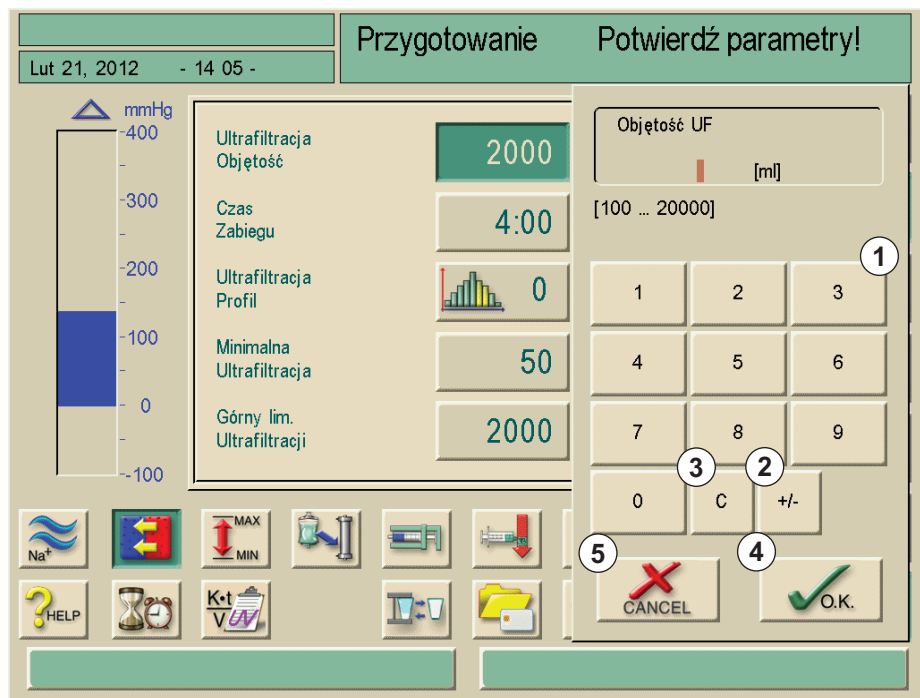 Przygotowanie Potwierdź parametry!
Lut 21, 2012 - 14 05 -
mmHg
400
300
200
100
0
-100
Ultrafiltracja
Objętość
2000
Czas
Zabiegu
4:00
Ultrafiltracja
Profil
0
Minimalna
Ultrafiltracja
50
Górny lim.
Ultrafiltracji
2000
Objętość UF
[ml]
[100 ... 20000]
1
1 2 3
4 5 6
7 8 9
3 2
0 C +/-
5 4
CANCEL O.K.
Na+
MAX
MIN
HELP
K•t
V UV